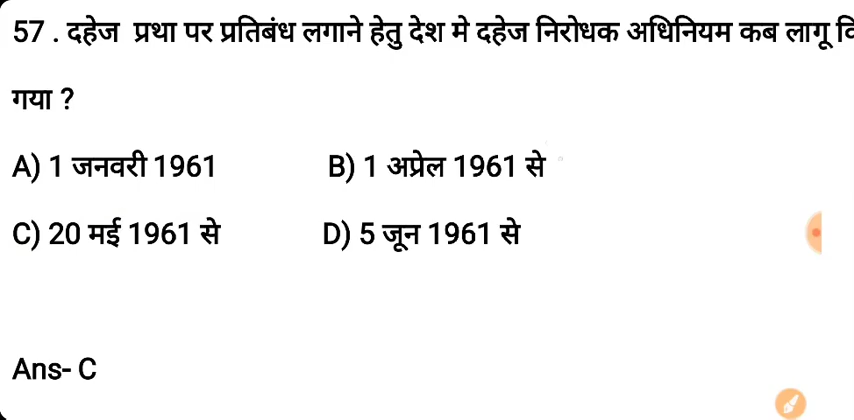 57 . दहेज प्रथा पर प्रतिबंध लगाने हेतु देश मे दहेज निरोधक अधिनियम कब लागू
गया ?
A) 1 जनवरी 1961 B) 1 अप्रेल 1961 से
C) 20 मई 1961 से D) 5 जून 1961 से
Ans- C